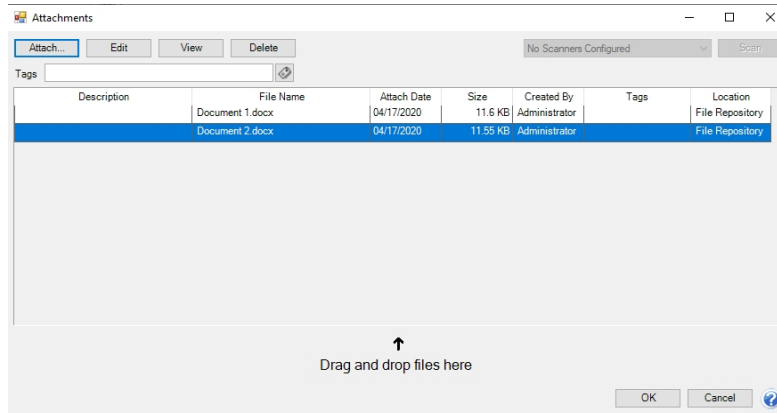 Attachments
Attach... Edit View Delete No Scanners Configured Scan
Tags
Description File Name Attach Date Size Created By Tags Location
Document 1.docx 04/17/2020 11.6 KB Administrator File Repository
Document 2.docx 04/17/2020 11.55 KB Administrator File Repository
Drag and drop files here
OK Cancel ?